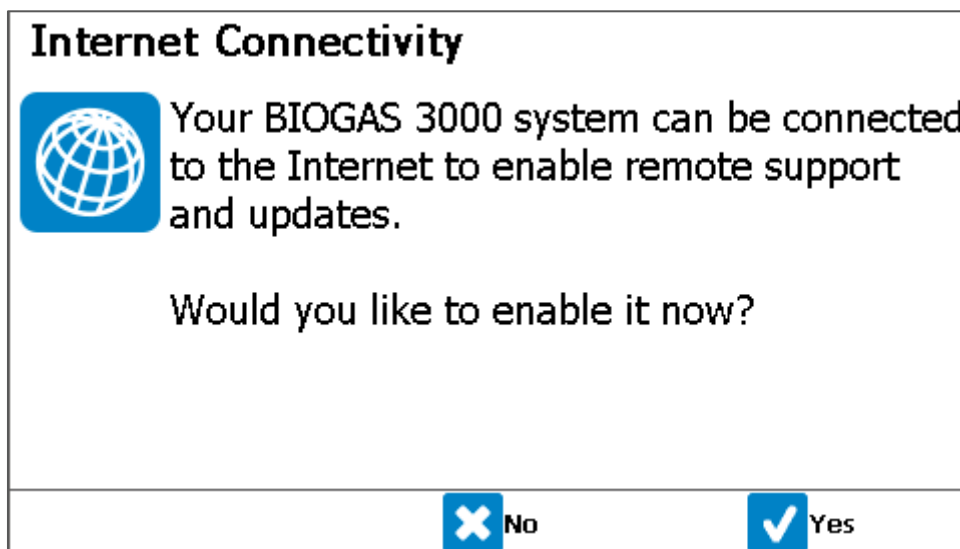 Internet Connectivity
Your BIOGAS 3000 system can be connected
to the Internet to enable remote support
and updates.
Would you like to enable it now?
No
Yes